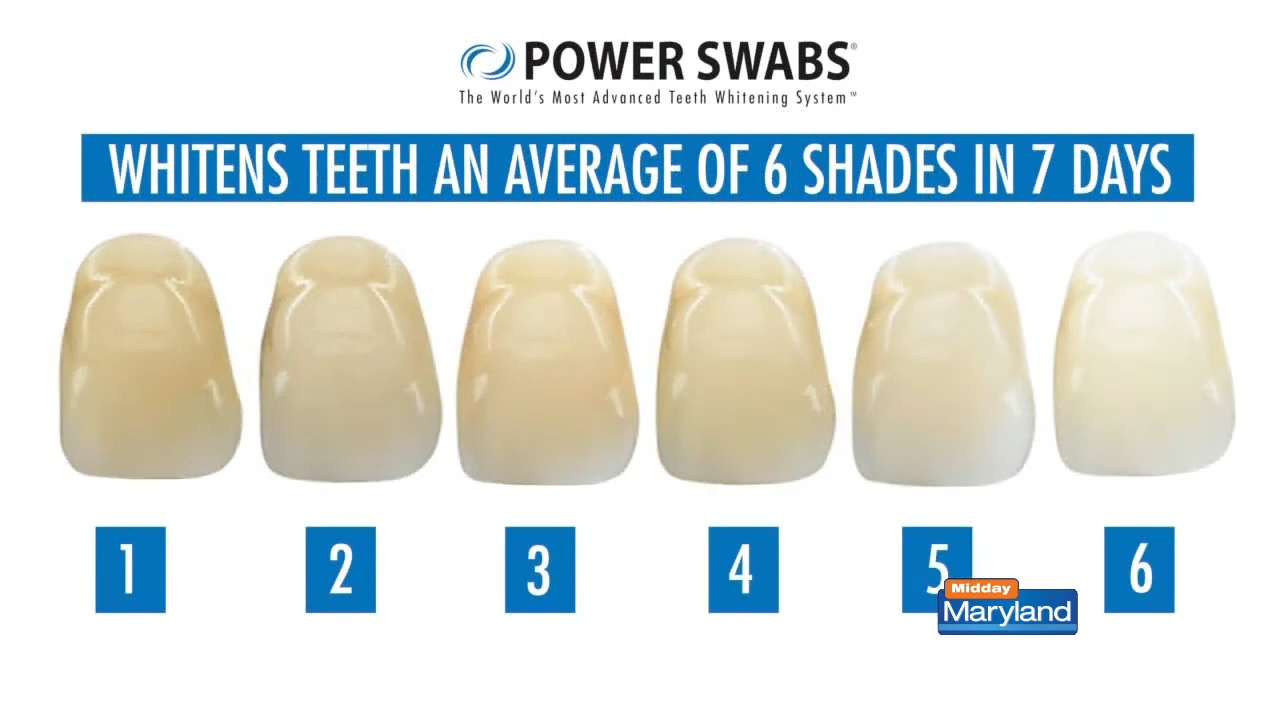 POWER SWABS®
The World's Most Advanced Teeth Whitening System™
WHITENS TEETH AN AVERAGE OF 6 SHADES IN 7 DAYS
1 2 3 4 5 6
Midday
Maryland